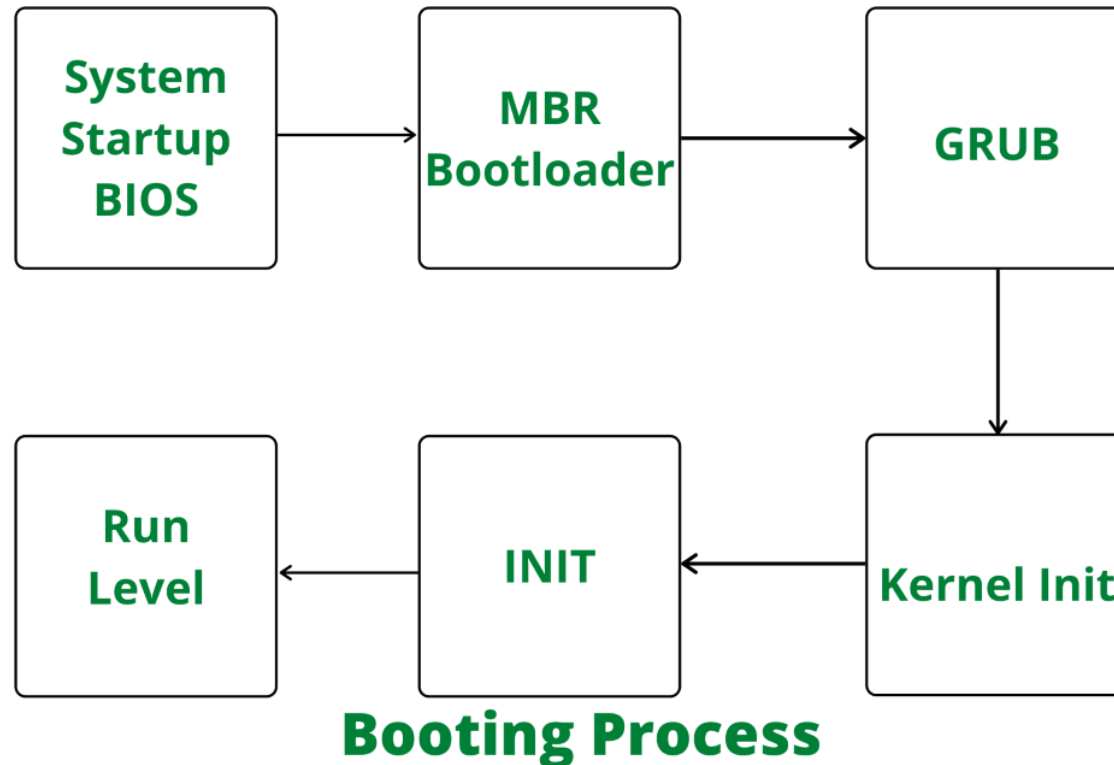 System
Startup
BIOS
MBR
Bootloader
GRUB
Run
Level
INIT
Kernel Init
Booting Process